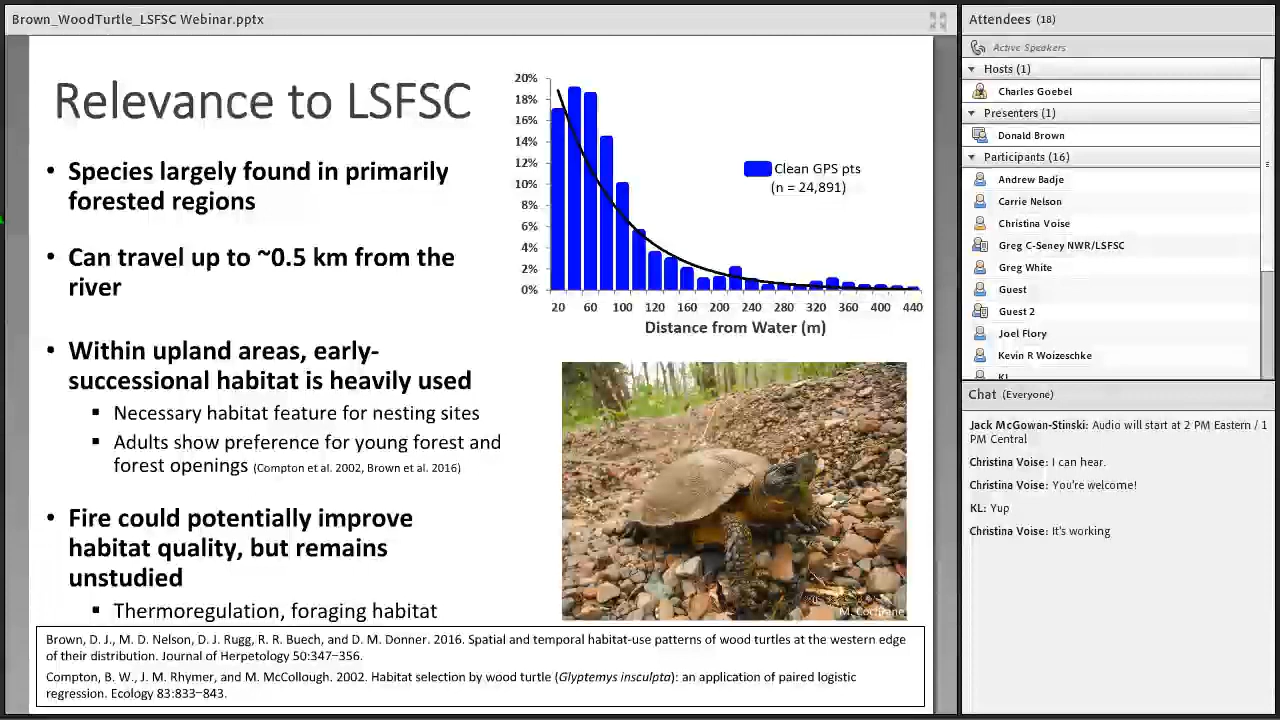 Brown_WoodTurtle_LSFSC Webinar.pptx
Relevance to LSFSC
• Species largely found in primarily
forested regions
• Can travel up to ~0.5 km from the
river
• Within upland areas, early-
successional habitat is heavily used
▪ Necessary habitat feature for nesting sites
▪ Adults show preference for young forest and
forest openings (Compton et al. 2002, Brown et al. 2016)
• Fire could potentially improve
habitat quality, but remains
unstudied
▪ Thermoregulation, foraging habitat
20%
18%
16%
14%
12%
10%
8%
6%
4%
2%
0%
Clean GPS pts
(n = 24,891)
20 60 100 120 160 200 240 280 320 360 400 440
Distance from Water (m)
M. Cochrane
Brown, D. J., M. D. Nelson, D. J. Rugg, R. R. Buech, and D. M. Donner. 2016. Spatial and temporal habitat-use patterns of wood turtles at the western edge
of their distribution. Journal of Herpetology 50:347–356.
Compton, B. W., J. M. Rhymer, and M. McCollough. 2002. Habitat selection by wood turtle (Glyptemys insculpta): an application of paired logistic
regression. Ecology 83:833–843.
Attendees (18)
Active Speakers
Hosts (1)
Charles Goebel
Presenters (1)
Donald Brown
Participants (16)
Andrew Badje
Carrie Nelson
Christina Voise
Greg C-Seney NWR/LSFSC
Greg White
Guest
Guest 2
Joel Flory
Kevin R Woizeschke
KL
Chat (Everyone)
Jack McGowan-Stinski: Audio will start at 2 PM Eastern / 1
PM Central
Christina Voise: I can hear.
Christina Voise: You're welcome!
KL: Yup
Christina Voise: It's working